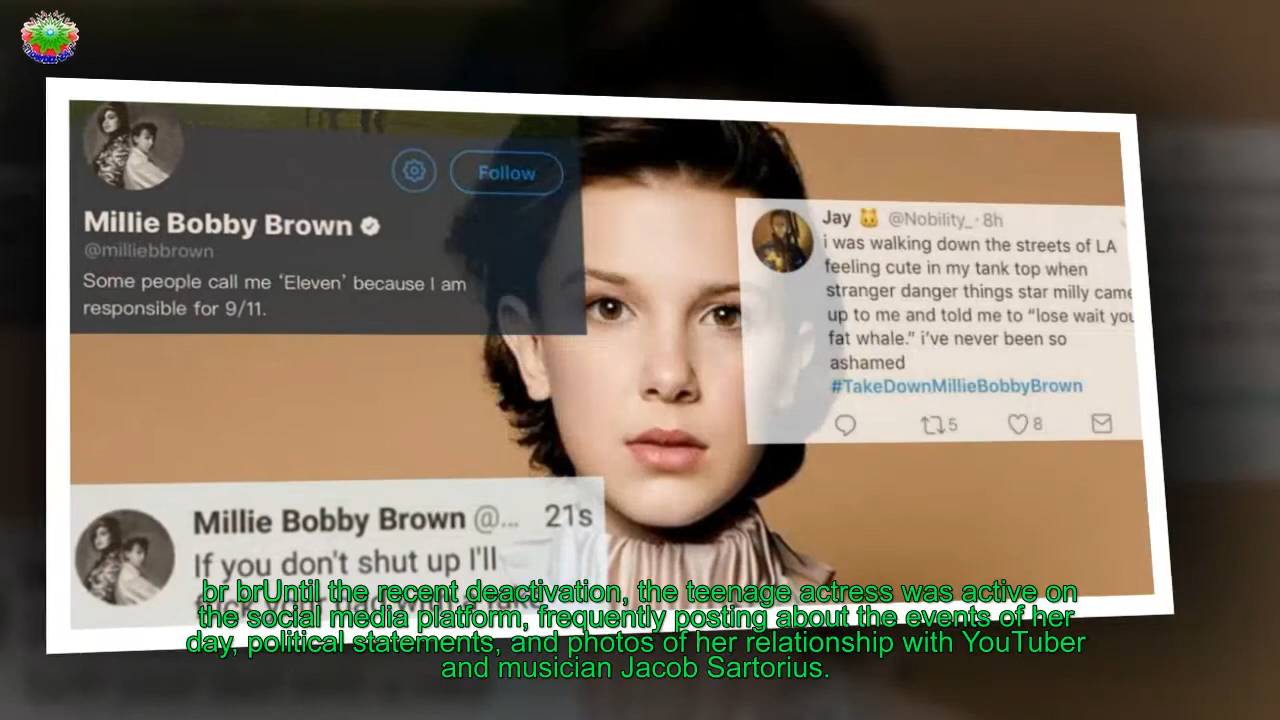 Follow
Millie Bobby Brown
@milliebbrown
Some people call me ‘Eleven’ because I am
responsible for 9/11.
Jay @Nobility_ · 8h
i was walking down the streets of LA
feeling cute in my tank top when
stranger danger things star milly came
up to me and told me to “lose wait you
fat whale.” i’ve never been so
ashamed
#TakeDownMillieBobbyBrown
5 8
Millie Bobby Brown @... 21s
If you don't shut up I'll
br brUntil the recent deactivation, the teenage actress was active on
the social media platform, frequently posting about the events of her
day, political statements, and photos of her relationship with YouTuber
and musician Jacob Sartorius.